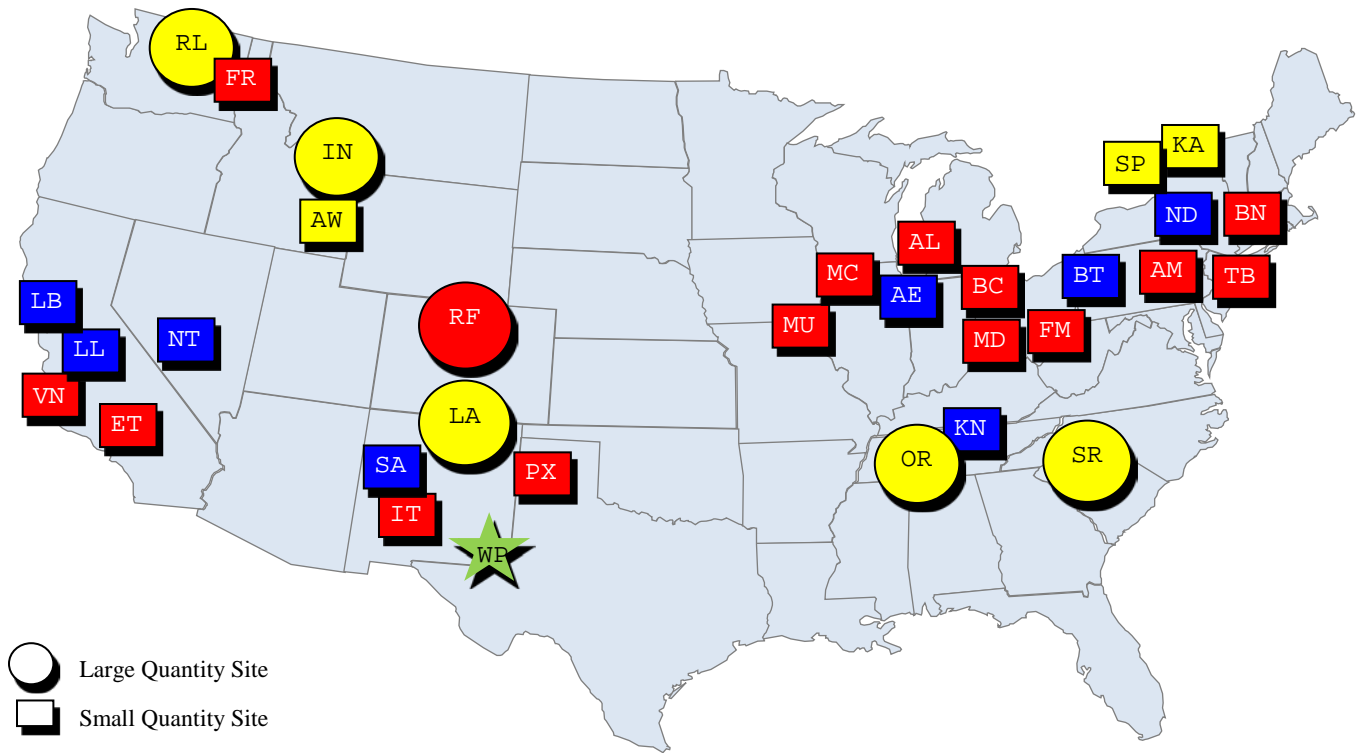 RL
FR
IN
AW
SP
KA
ND
BN
AL
MC
AE
BC
BT
AM
TB
MU
MD
FM
LB
LL
NT
RF
VN
ET
LA
SA
PX
IT
WP
KN
OR
SR
Large Quantity Site
Small Quantity Site